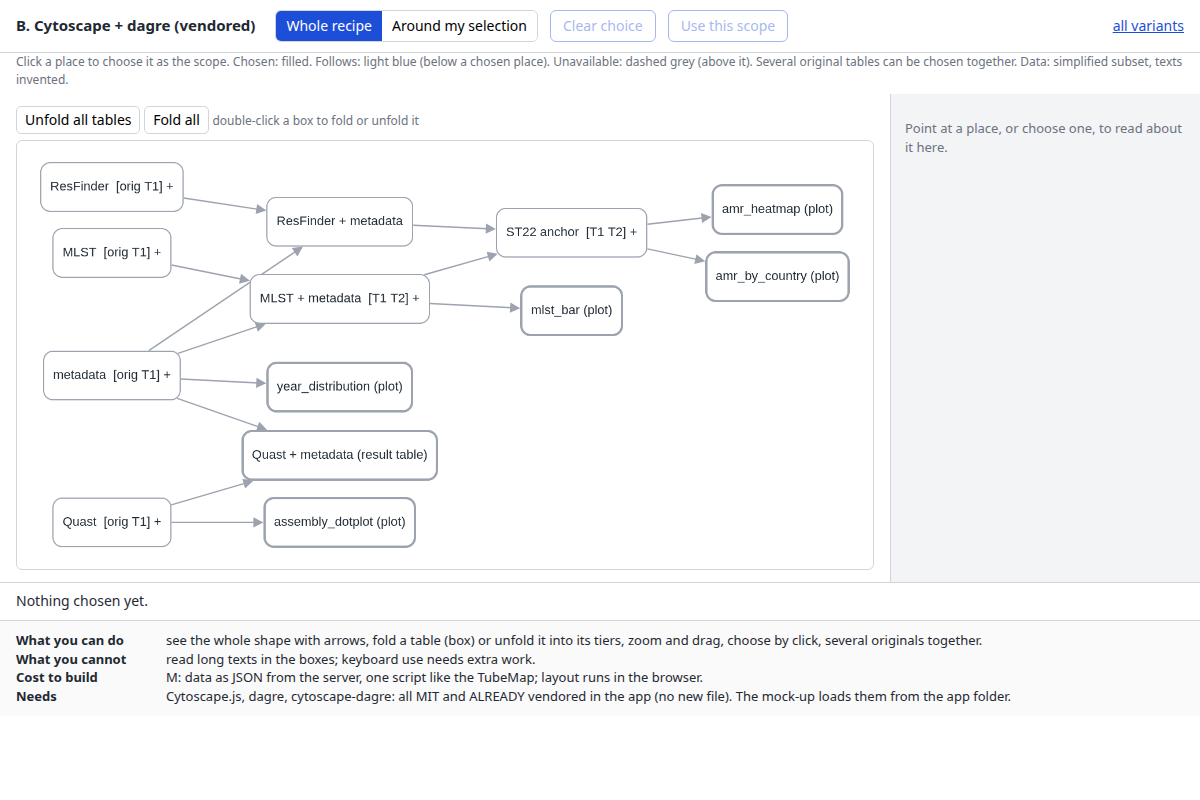 B. Cytoscape + dagre (vendored)
Whole recipe
Around my selection
Clear choice
Use this scope
all variants
Click a place to choose it as the scope. Chosen: filled. Follows: light blue (below a chosen place). Unavailable: dashed grey (above it). Several original tables can be chosen together. Data: simplified subset, texts
invented.
Unfold all tables
Fold all
double-click a box to fold or unfold it
Point at a place, or choose one, to read about
it here.
ResFinder [orig T1] +
MLST [orig T1] +
metadata [orig T1] +
Quast [orig T1] +
ResFinder + metadata
MLST + metadata [T1 T2] +
year_distribution (plot)
Quast + metadata (result table)
assembly_dotplot (plot)
ST22 anchor [T1 T2] +
mlst_bar (plot)
amr_heatmap (plot)
amr_by_country (plot)
Nothing chosen yet.
What you can do see the whole shape with arrows, fold a table (box) or unfold it into its tiers, zoom and drag, choose by click, several originals together.
What you cannot read long texts in the boxes; keyboard use needs extra work.
Cost to build M: data as JSON from the server, one script like the TubeMap; layout runs in the browser.
Needs Cytoscape.js, dagre, cytoscape-dagre: all MIT and ALREADY vendored in the app (no new file). The mock-up loads them from the app folder.